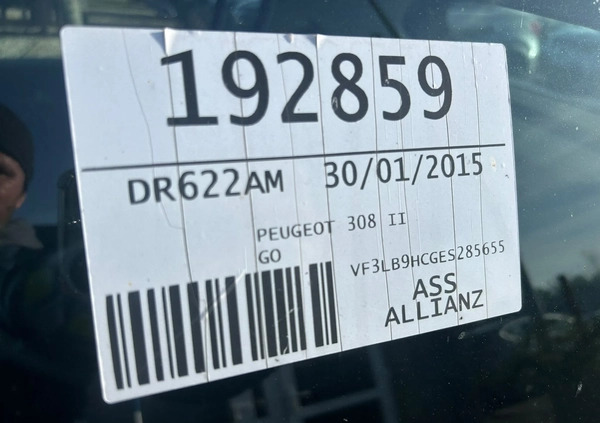 192859
DR622AM 30/01/2015
PEUGEOT 308 II
GO
VF3LB9HCGES285655
ASS
ALLIANZ